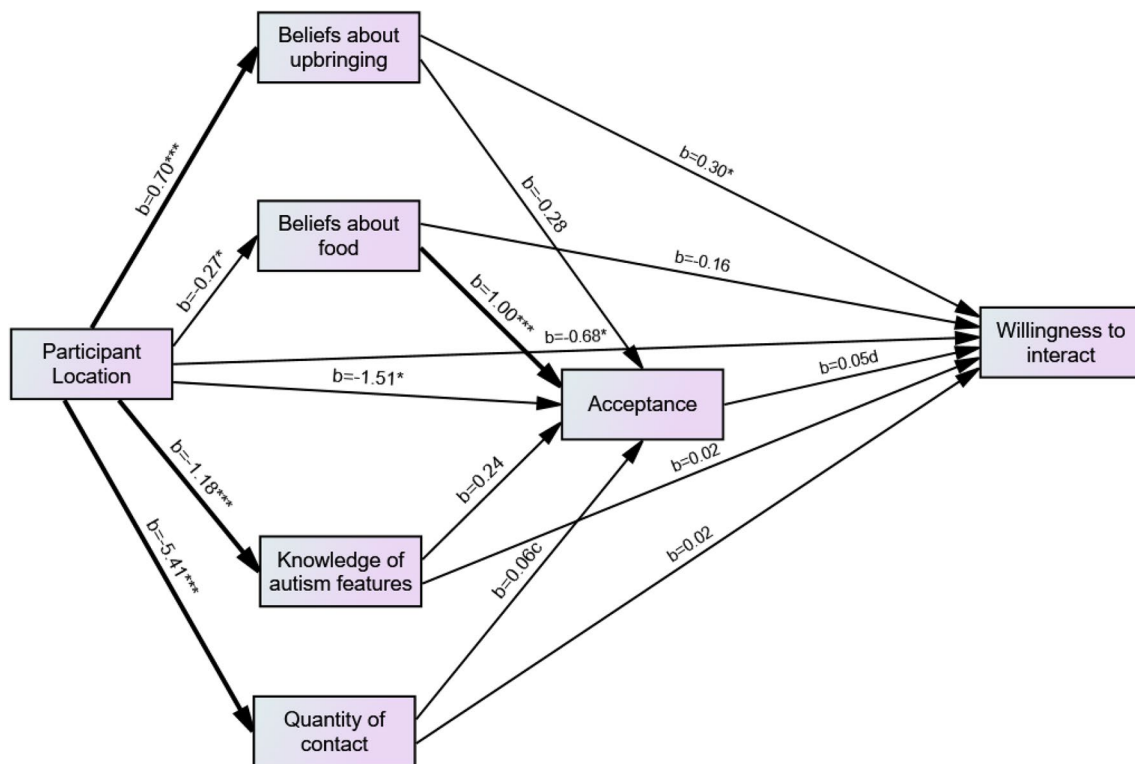 Beliefs about
upbringing
b=0.70***
b=0.30*
b=-0.28
Beliefs about
food
b=-0.27*
b=-0.16
b=1.00***
Participant
Location
b=-0.68*
b=-1.51*
Willingness to
interact
b=0.05d
Acceptance
b=-1.18***
b=0.24
b=0.02
b=-5.41***
Knowledge of
autism features
b=0.06c
b=0.02
Quantity of
contact